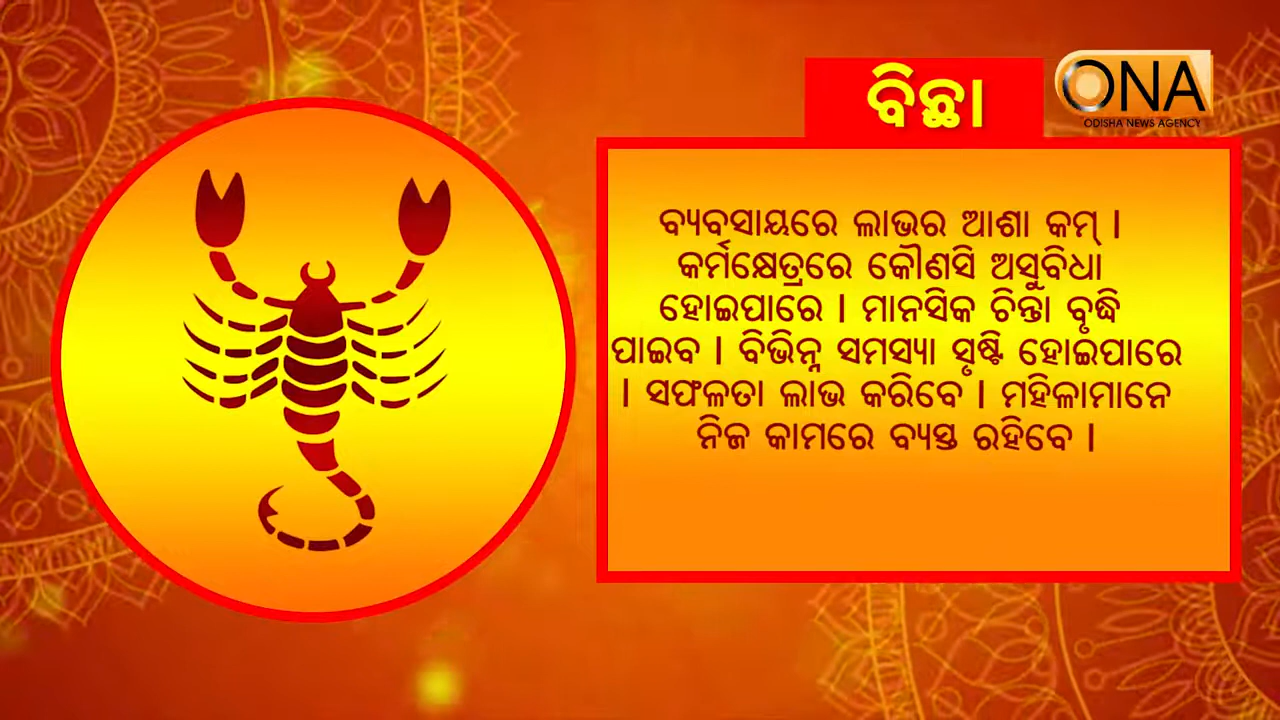 ବିଛା
ONA
ODISHA NEWS AGENCY
ବ୍ୟବସାୟରେ ଲାଭର ଆଶା କମ୍ ।
କର୍ମକ୍ଷେତ୍ରରେ କୌଣସି ଅସୁବିଧା
ହୋଇପାରେ । ମାନସିକ ଚିନ୍ତା ବୃଦ୍ଧି
ପାଇବ । ବିଭିନ୍ନ ସମସ୍ୟା ସୃଷ୍ଟି ହୋଇପାରେ
। ସଫଳତା ଲାଭ କରିବେ । ମହିଳାମାନେ
ନିଜ କାମରେ ବ୍ୟସ୍ତ ରହିବେ ।